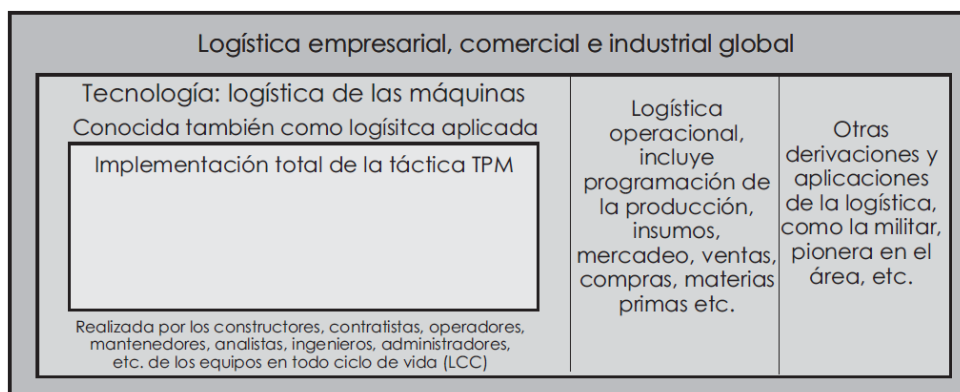 Logística empresarial, comercial e industrial global
Tecnología: logística de las máquinas
Conocida también como logísitca aplicada
Implementación total de la táctica TPM
Realizada por los constructores, contratistas, operadores,
mantenedores, analistas, ingenieros, administradores,
etc. de los equipos en todo ciclo de vida (LCC)
Logística
operacional,
incluye
programación de
la producción,
insumos,
mercadeo, ventas,
compras, materias
primas etc.
Otras
derivaciones y
aplicaciones
de la logística,
como la militar,
pionera en el
área, etc.